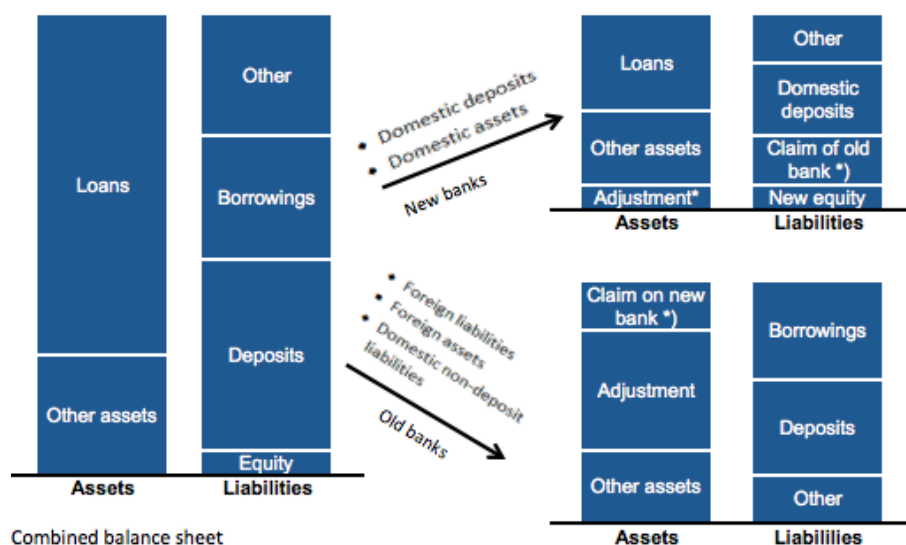 Loans
Other assets
Assets
Other
Borrowings
Deposits
Equity
Liabilities
Combined balance sheet
• Domestic deposits
• Domestic assets
New banks
• Foreign liabilities
• Foreign assets
• Domestic non-deposit
liabilities
Old banks
Loans
Other assets
Adjustment*
Assets
Other
Domestic
deposits
Claim of old
bank *)
New equity
Liabilities
Claim on new
bank *)
Adjustment
Other assets
Assets
Borrowings
Deposits
Other
Liabililies